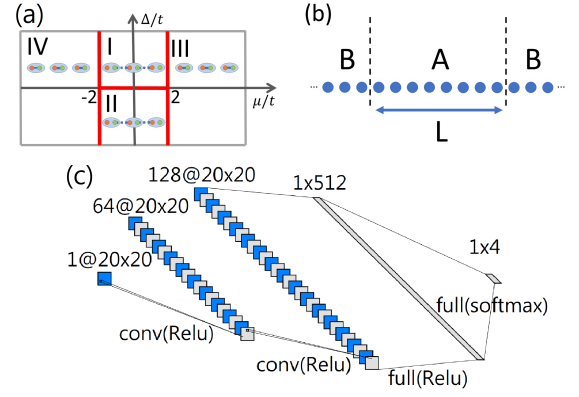 (a)
Δ/t
IV
I
III
-2
2
μ/t
II
(b)
B
A
B
...
...
L
(c)
128@20x20
1x512
64@20x20
1x4
1@20x20
full(softmax)
conv(Relu)
conv(Relu)
full(Relu)